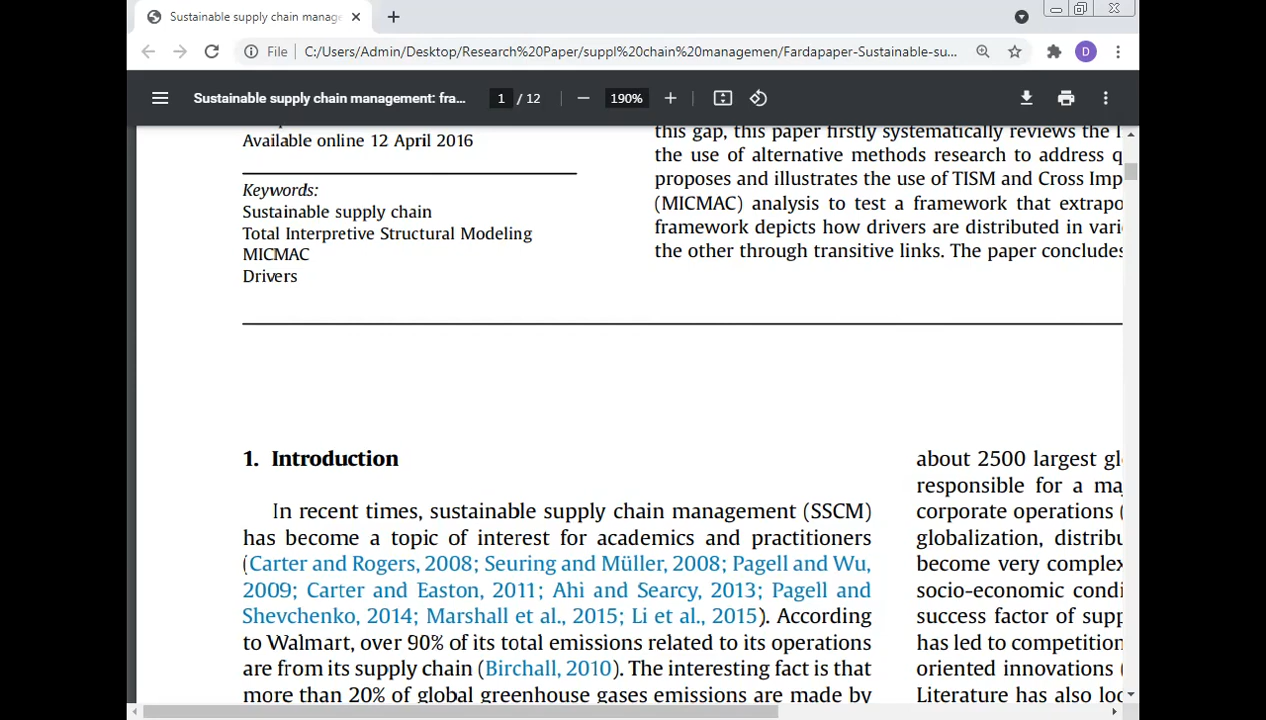 Sustainable supply chain manage
File
C:/Users/Admin/Desktop/Research%20Paper/suppl%20chain%20managemen/Fardapaper-Sustainable-su...
D
Sustainable supply chain management: fra...
1 / 12
190%
Available online 12 April 2016
Keywords:
Sustainable supply chain
Total Interpretive Structural Modeling
MICMAC
Drivers
this gap, this paper firstly systematically reviews the l
the use of alternative methods research to address q
proposes and illustrates the use of TISM and Cross Imp
(MICMAC) analysis to test a framework that extrapo
framework depicts how drivers are distributed in vari
the other through transitive links. The paper concludes
1. Introduction
In recent times, sustainable supply chain management (SSCM)
has become a topic of interest for academics and practitioners
(Carter and Rogers, 2008; Seuring and Müller, 2008; Pagell and Wu,
2009; Carter and Easton, 2011; Ahi and Searcy, 2013; Pagell and
Shevchenko, 2014; Marshall et al., 2015; Li et al., 2015). According
to Walmart, over 90% of its total emissions related to its operations
are from its supply chain (Birchall, 2010). The interesting fact is that
more than 20% of global greenhouse gases emissions are made by
about 2500 largest gl
responsible for a maj
corporate operations (
globalization, distribu
become very complex
socio-economic condi
success factor of supp
has led to competition
oriented innovations (
Literature has also loc